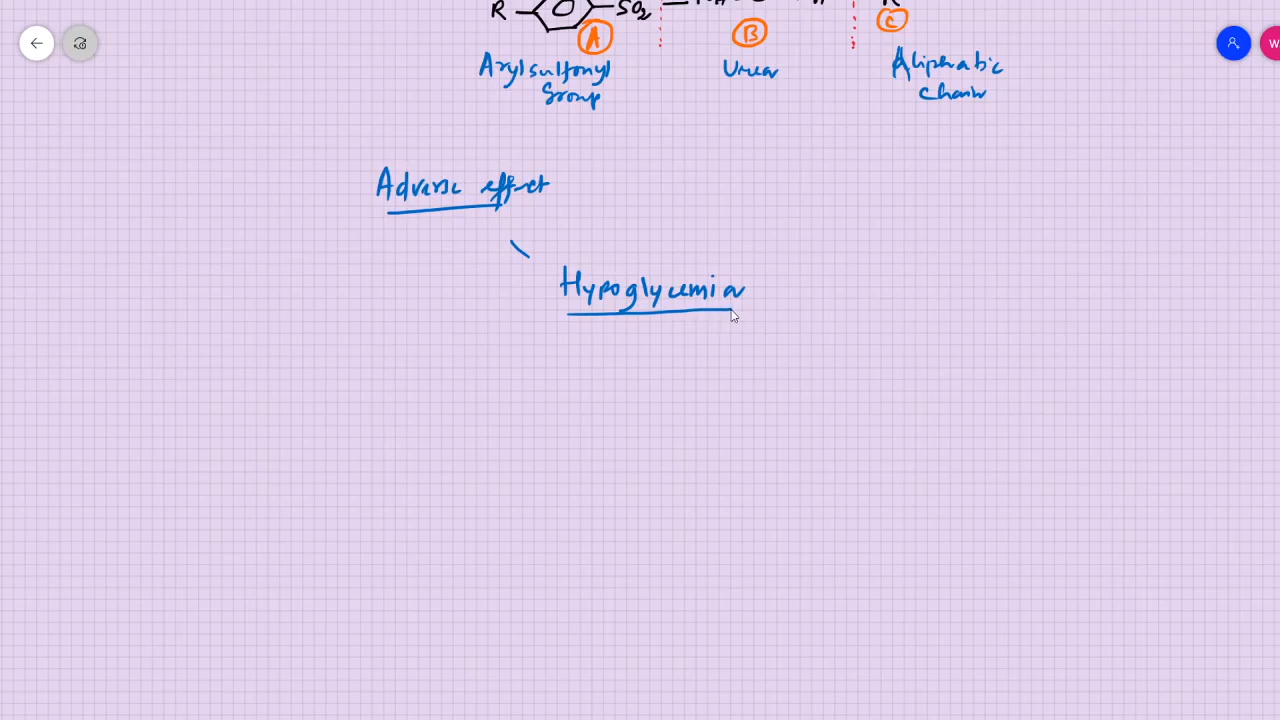 R SO₂
A B C
Arylsulfonyl Urea Aliphatic
Group chain
Adverse effect
Hypoglycemia
W